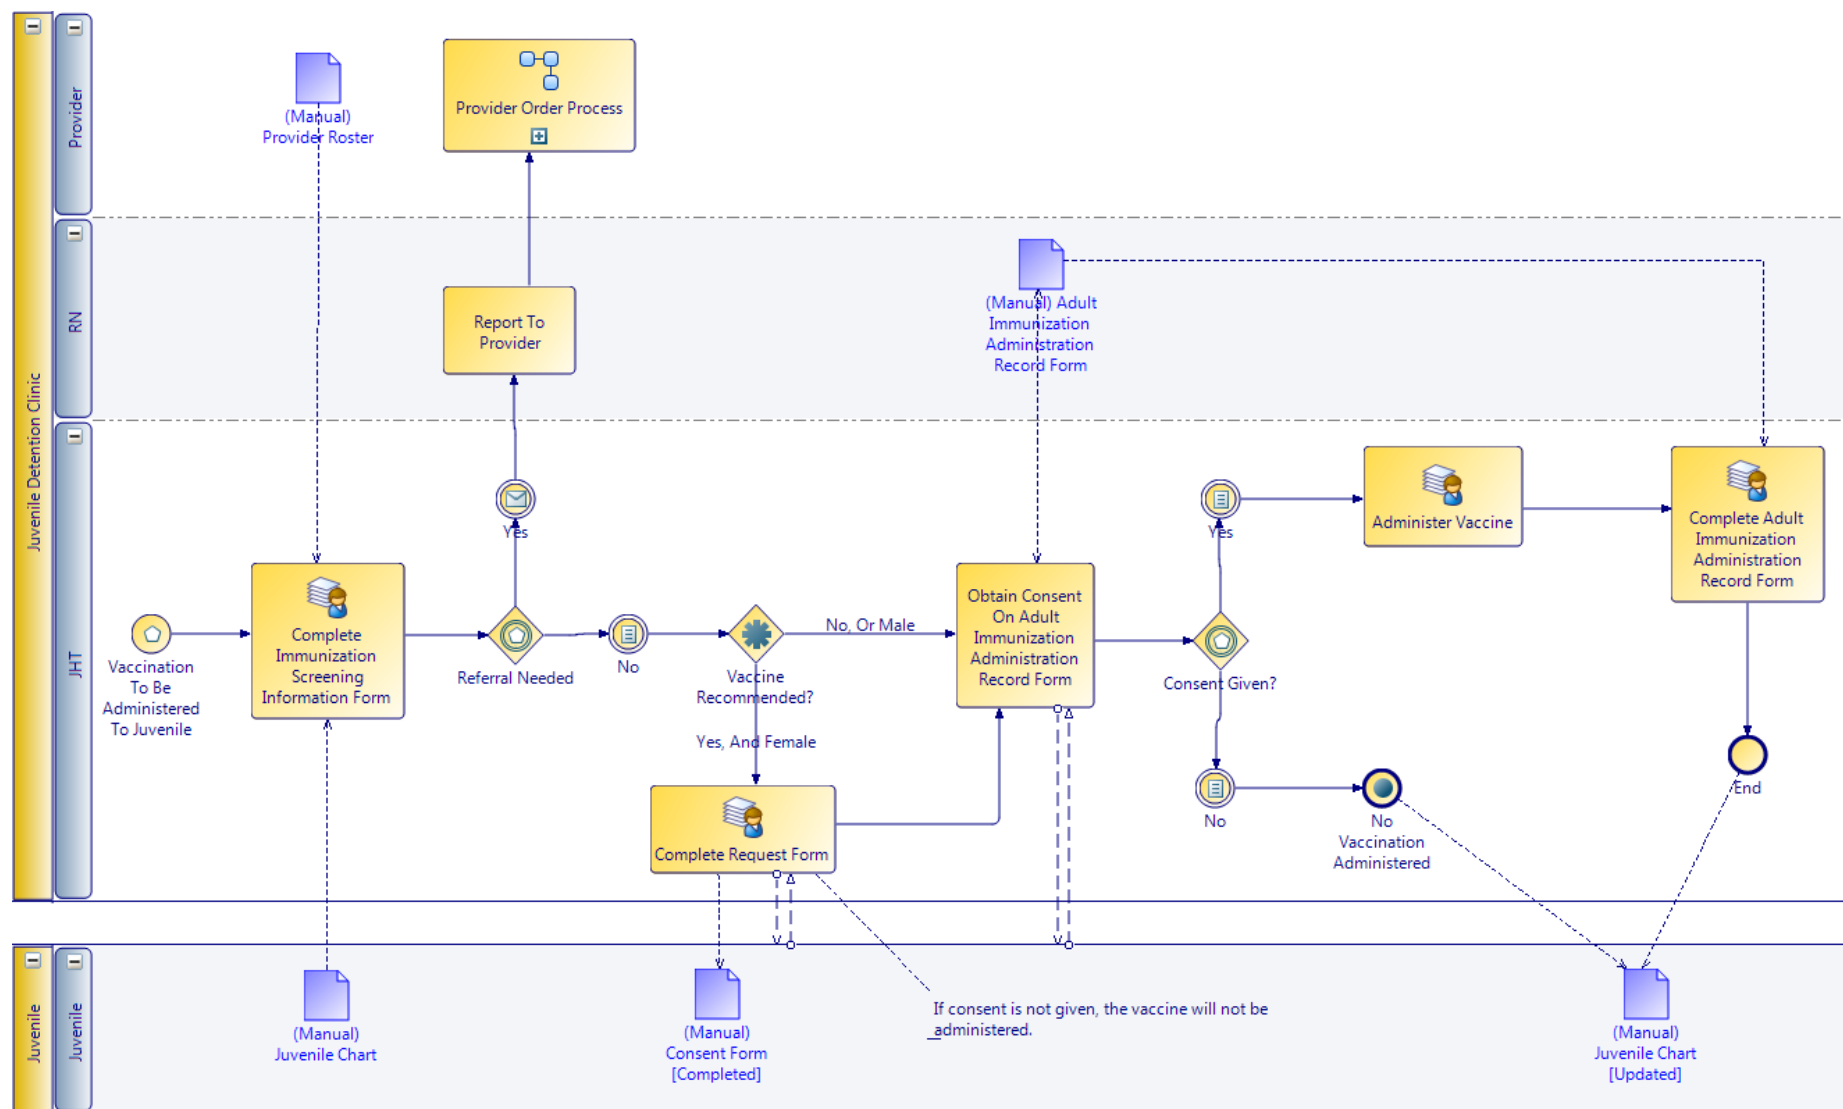 Juvenile Detention Clinic
Provider
(Manual)
Provider Roster
Provider Order Process
RN
Report To
Provider
(Manual) Adult
Immunization
Administration
Record Form
JHT
Vaccination
To Be
Administered
To Juvenile
Complete
Immunization
Screening
Information Form
Yes
Referral Needed
No
Vaccine
Recommended?
No, Or Male
Yes, And Female
Complete Request Form
Obtain Consent
On Adult
Immunization
Administration
Record Form
Consent Given?
Yes
Administer Vaccine
Complete Adult
Immunization
Administration
Record Form
End
No
No
Vaccination
Administered
Juvenile
Juvenile
(Manual)
Juvenile Chart
(Manual)
Consent Form
[Completed]
If consent is not given, the vaccine will not be
administered.
(Manual)
Juvenile Chart
[Updated]